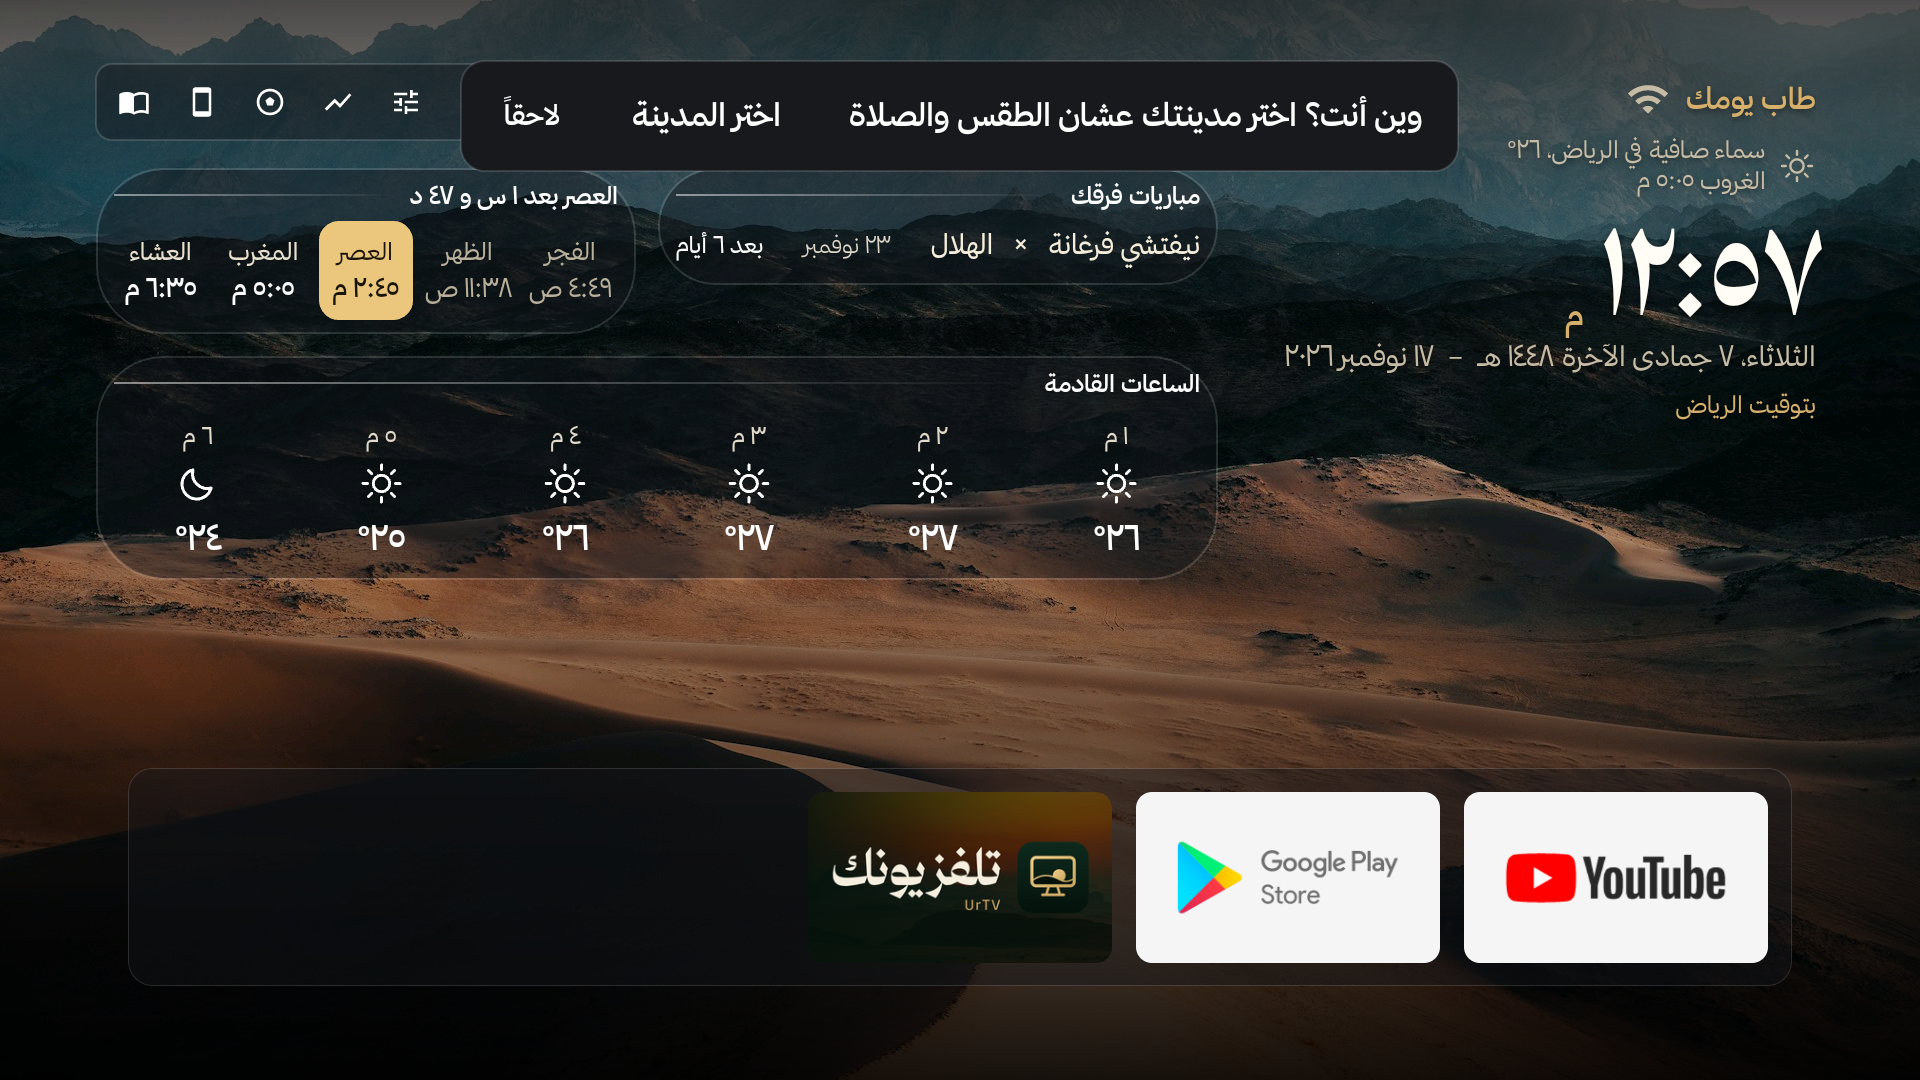 طاب يومك
سماء صافية في الرياض، ٢٦°
الغروب ٥:٠٥ م
١٢:٥٧ م
الثلاثاء، ٧ جمادى الآخرة ١٤٤٨ هـ – ١٧ نوفمبر ٢٠٢٦
بتوقيت الرياض
وين أنت؟ اختر مدينتك عشان الطقس والصلاة
اختر المدينة
لاحقاً
مباريات فرقك
نيفتشي فرغانة × الهلال ٢٣ نوفمبر بعد ٦ أيام
العصر بعد ١ س و ٤٧ د
الفجر الظهر العصر المغرب العشاء
٤:٤٩ ص ١١:٣٨ ص ٢:٤٥ م ٥:٠٥ م ٦:٣٥ م
الساعات القادمة
١ م ٢ م ٣ م ٤ م ٥ م ٦ م
٢٦° ٢٧° ٢٧° ٢٦° ٢٥° ٢٤°
YouTube
Google Play
Store
تلفزيونك
UrTV